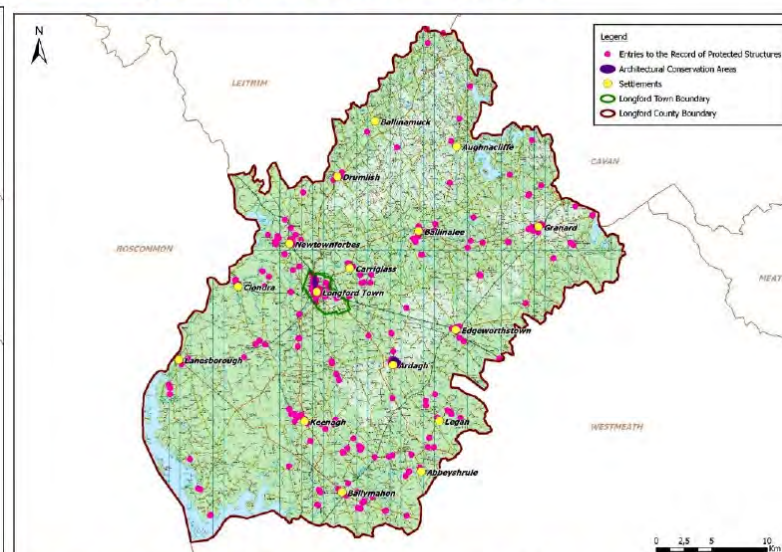 N
Legend
Entries to the Record of Protected Structures
Architectural Conservation Areas
Settlements
Longford Town Boundary
Longford County Boundary
LEITRIM
Ballinamuck
Aughnacliffe
CAVAN
Drumlish
Ballinalee
Granard
ROSCOMMON
Newtownforbes
Carriglass
MEAT
Clondra
Longford Town
Edgeworthstown
Lanesborough
Ardagh
Keenagh
Legan
WESTMEATH
Abbeyshrule
Ballymahon
0 2,5 5 10
Km